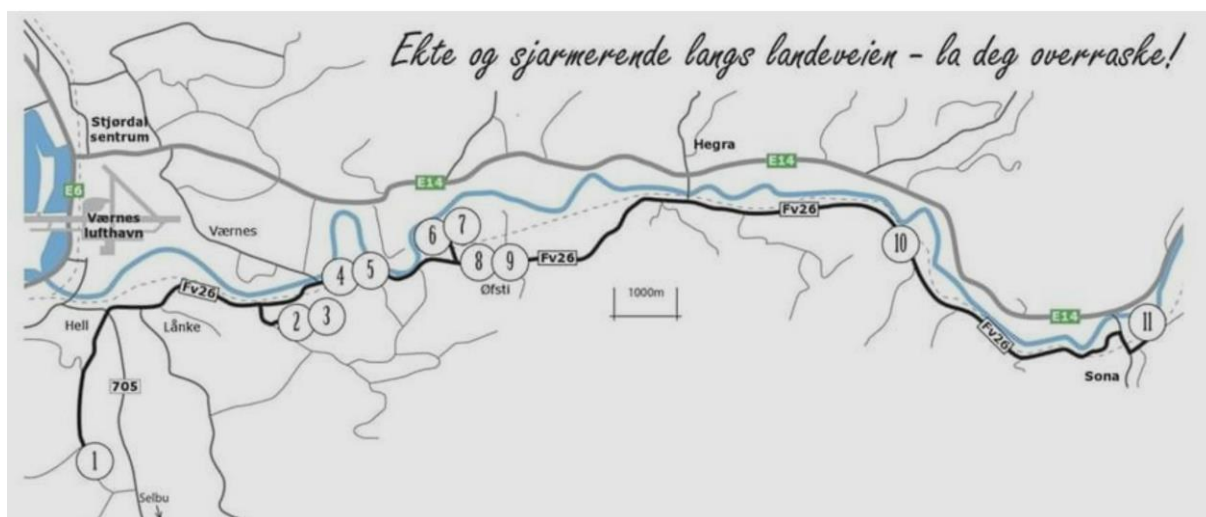 Ekte og sjarmerende langs landeveien - la deg overraske!
Stjørdal
sentrum
Hegra
E14
E14
E6
Værnes
lufthavn
Værnes
6
7
Fv26
10
4
5
8
9
Fv26
Øfsti
Fv26
1000m
2
3
Hell
Lånke
E14
11
Fv26
Sona
705
1
Selbu